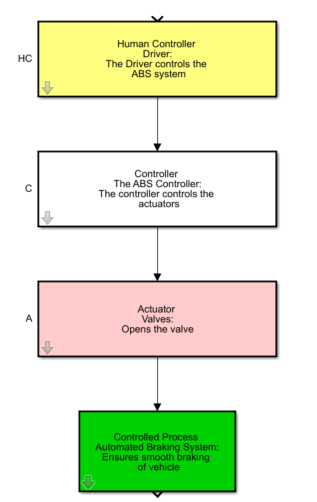 HC
Human Controller
Driver:
The Driver controls the
ABS system
C
Controller
The ABS Controller:
The controller controls the
actuators
A
Actuator
Valves:
Opens the valve
Controlled Process
Automated Braking System:
Ensures smooth braking
of vehicle